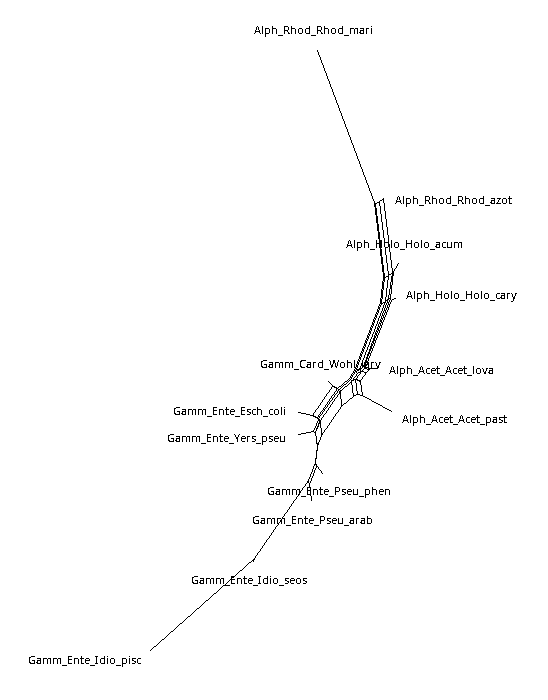 Alph_Rhod_Rhod_mari
Alph_Rhod_Rhod_azot
Alph_Holo_Holo_acum
Alph_Holo_Holo_cary
Alph_Acet_Acet_lova
Alph_Acet_Acet_past
Gamm_Ente_Esch_coli
Gamm_Ente_Yers_pseu
Gamm_Ente_Pseu_phen
Gamm_Ente_Pseu_arab
Gamm_Ente_Idio_seos
Gamm_Ente_Idio_pisc